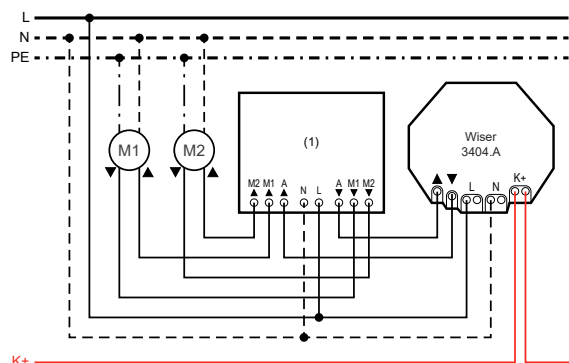 L
N
PE
M1 M2
▼ ▲ ▼ ▲
(1)
M2 M1 A N L A M1 M2
▲ ▲ ▲ ▼ ▼ ▼
Wiser
3404.A
▲ ▼ L N K+
K+